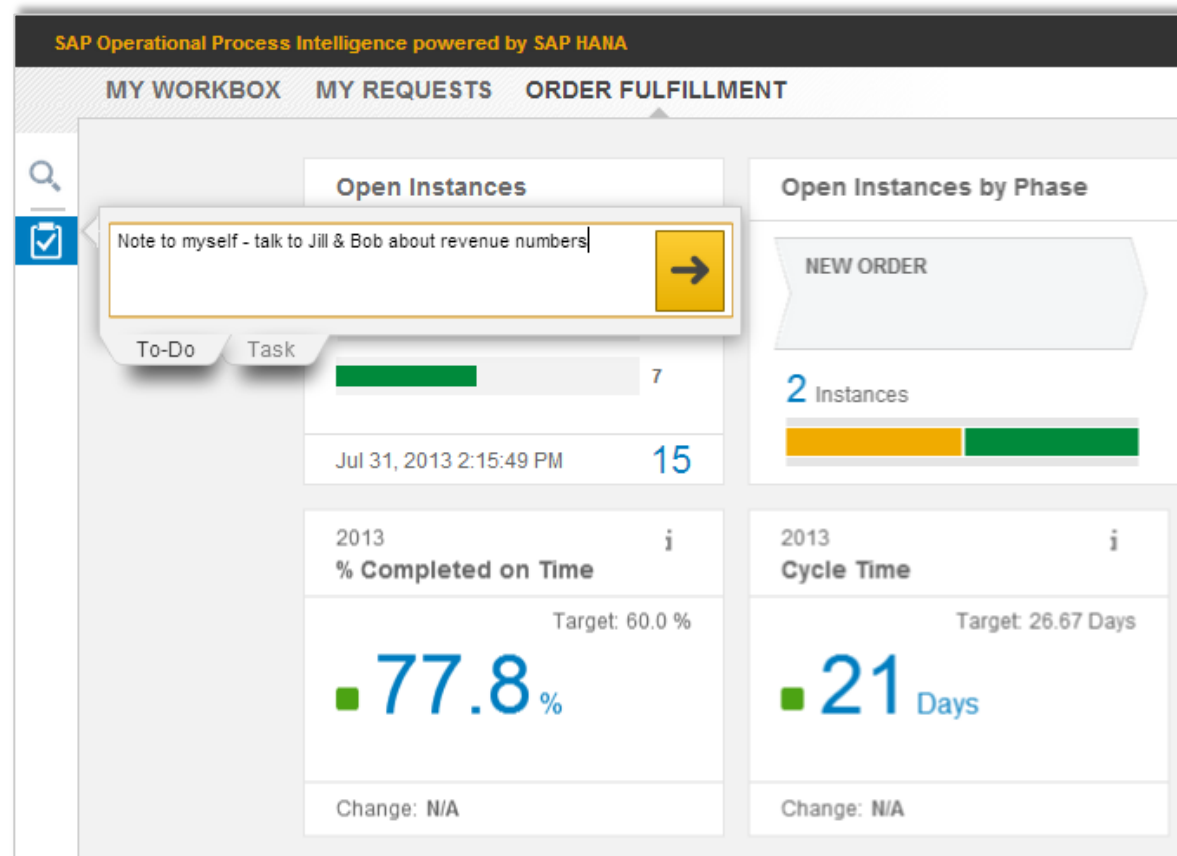 SAP Operational Process Intelligence powered by SAP HANA
MY WORKBOX MY REQUESTS ORDER FULFILLMENT
Open Instances
Open Instances by Phase
Note to myself - talk to Jill & Bob about revenue numbers
To-Do Task
7
Jul 31, 2013 2:15:49 PM 15
NEW ORDER
2 Instances
2013 i
% Completed on Time
Target: 60.0 %
77.8 %
Change: N/A
2013 i
Cycle Time
Target: 26.67 Days
21 Days
Change: N/A